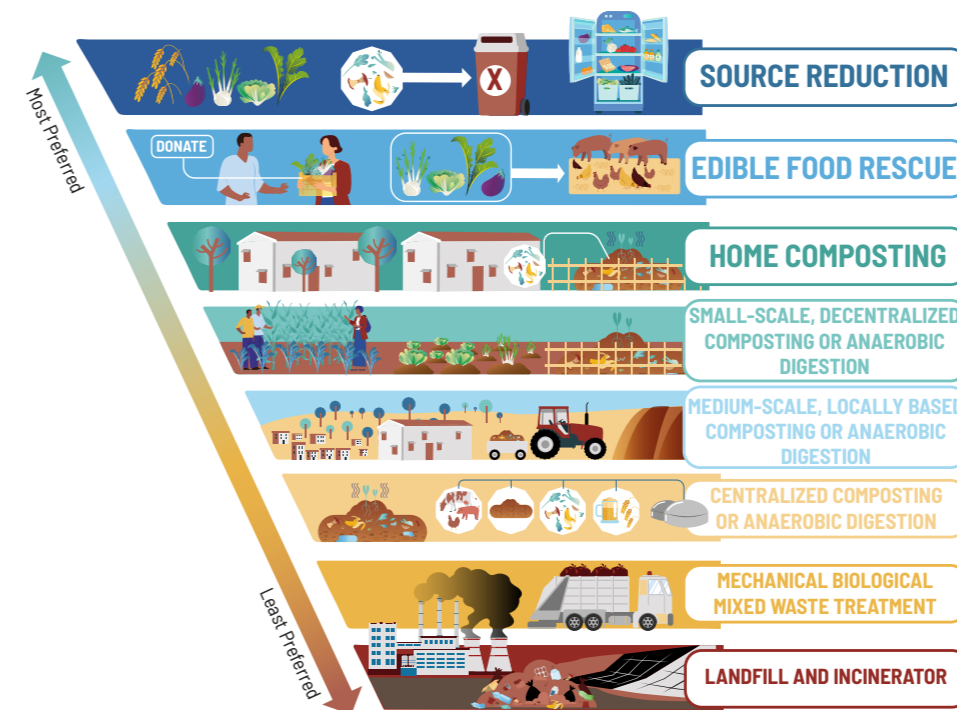 Most Preferred
X
SOURCE REDUCTION
DONATE
EDIBLE FOOD RESCUE
HOME COMPOSTING
SMALL-SCALE, DECENTRALIZED
COMPOSTING OR ANAEROBIC
DIGESTION
MEDIUM-SCALE, LOCALLY BASED
COMPOSTING OR ANAEROBIC
DIGESTION
CENTRALIZED COMPOSTING
OR ANAEROBIC DIGESTION
MECHANICAL BIOLOGICAL
MIXED WASTE TREATMENT
Least Preferred
LANDFILL AND INCINERATOR